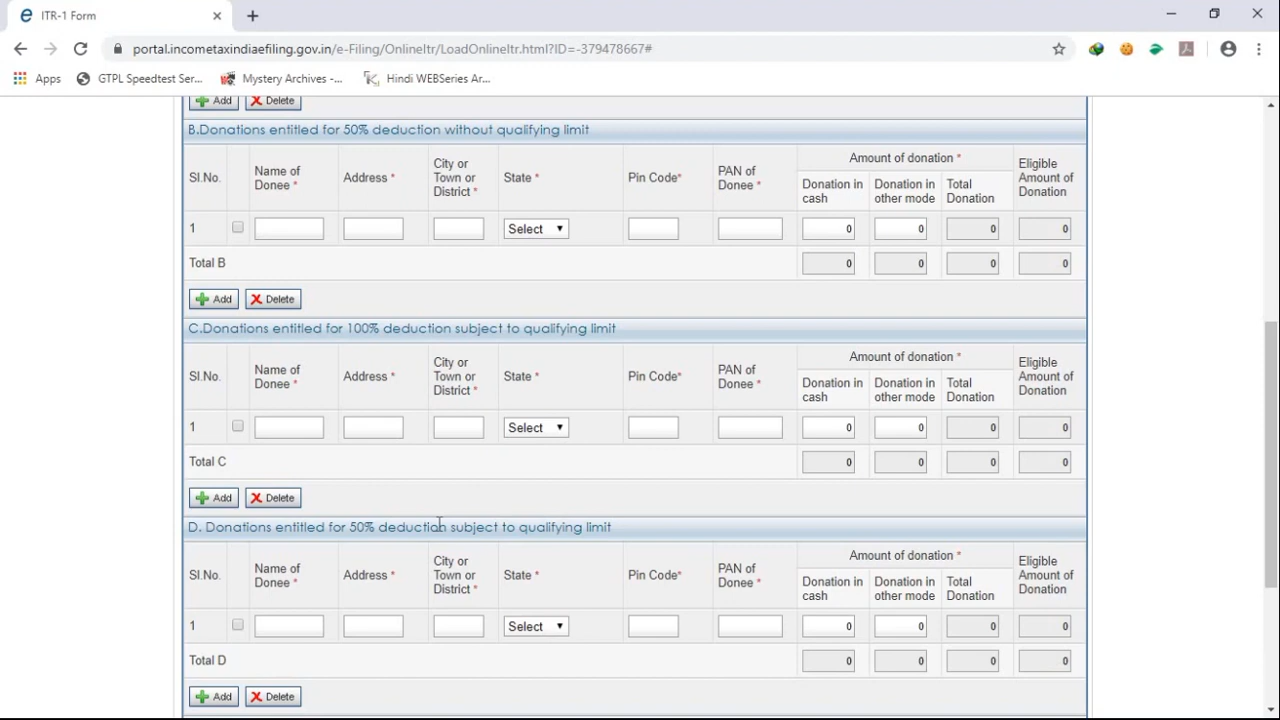 ITR-1 Form
portal.incometaxindiaefiling.gov.in/e-Filing/OnlineItr/LoadOnlineItr.html?ID=-379478667#
Apps GTPL Speedtest Ser... Mystery Archives -... Hindi WEBSeries Ar...
Add Delete
B.Donations entitled for 50% deduction without qualifying limit
Sl.No. Name of Donee * Address * City or Town or District * State * Pin Code* PAN of Donee * Amount of donation * Eligible Amount of Donation
Donation in cash Donation in other mode Total Donation
1 Select 0 0 0 0
Total B 0 0 0 0
Add Delete
C.Donations entitled for 100% deduction subject to qualifying limit
Sl.No. Name of Donee * Address * City or Town or District * State * Pin Code* PAN of Donee * Amount of donation * Eligible Amount of Donation
Donation in cash Donation in other mode Total Donation
1 Select 0 0 0 0
Total C 0 0 0 0
Add Delete
D. Donations entitled for 50% deduction subject to qualifying limit
Sl.No. Name of Donee * Address * City or Town or District * State * Pin Code* PAN of Donee * Amount of donation * Eligible Amount of Donation
Donation in cash Donation in other mode Total Donation
1 Select 0 0 0 0
Total D 0 0 0 0
Add Delete